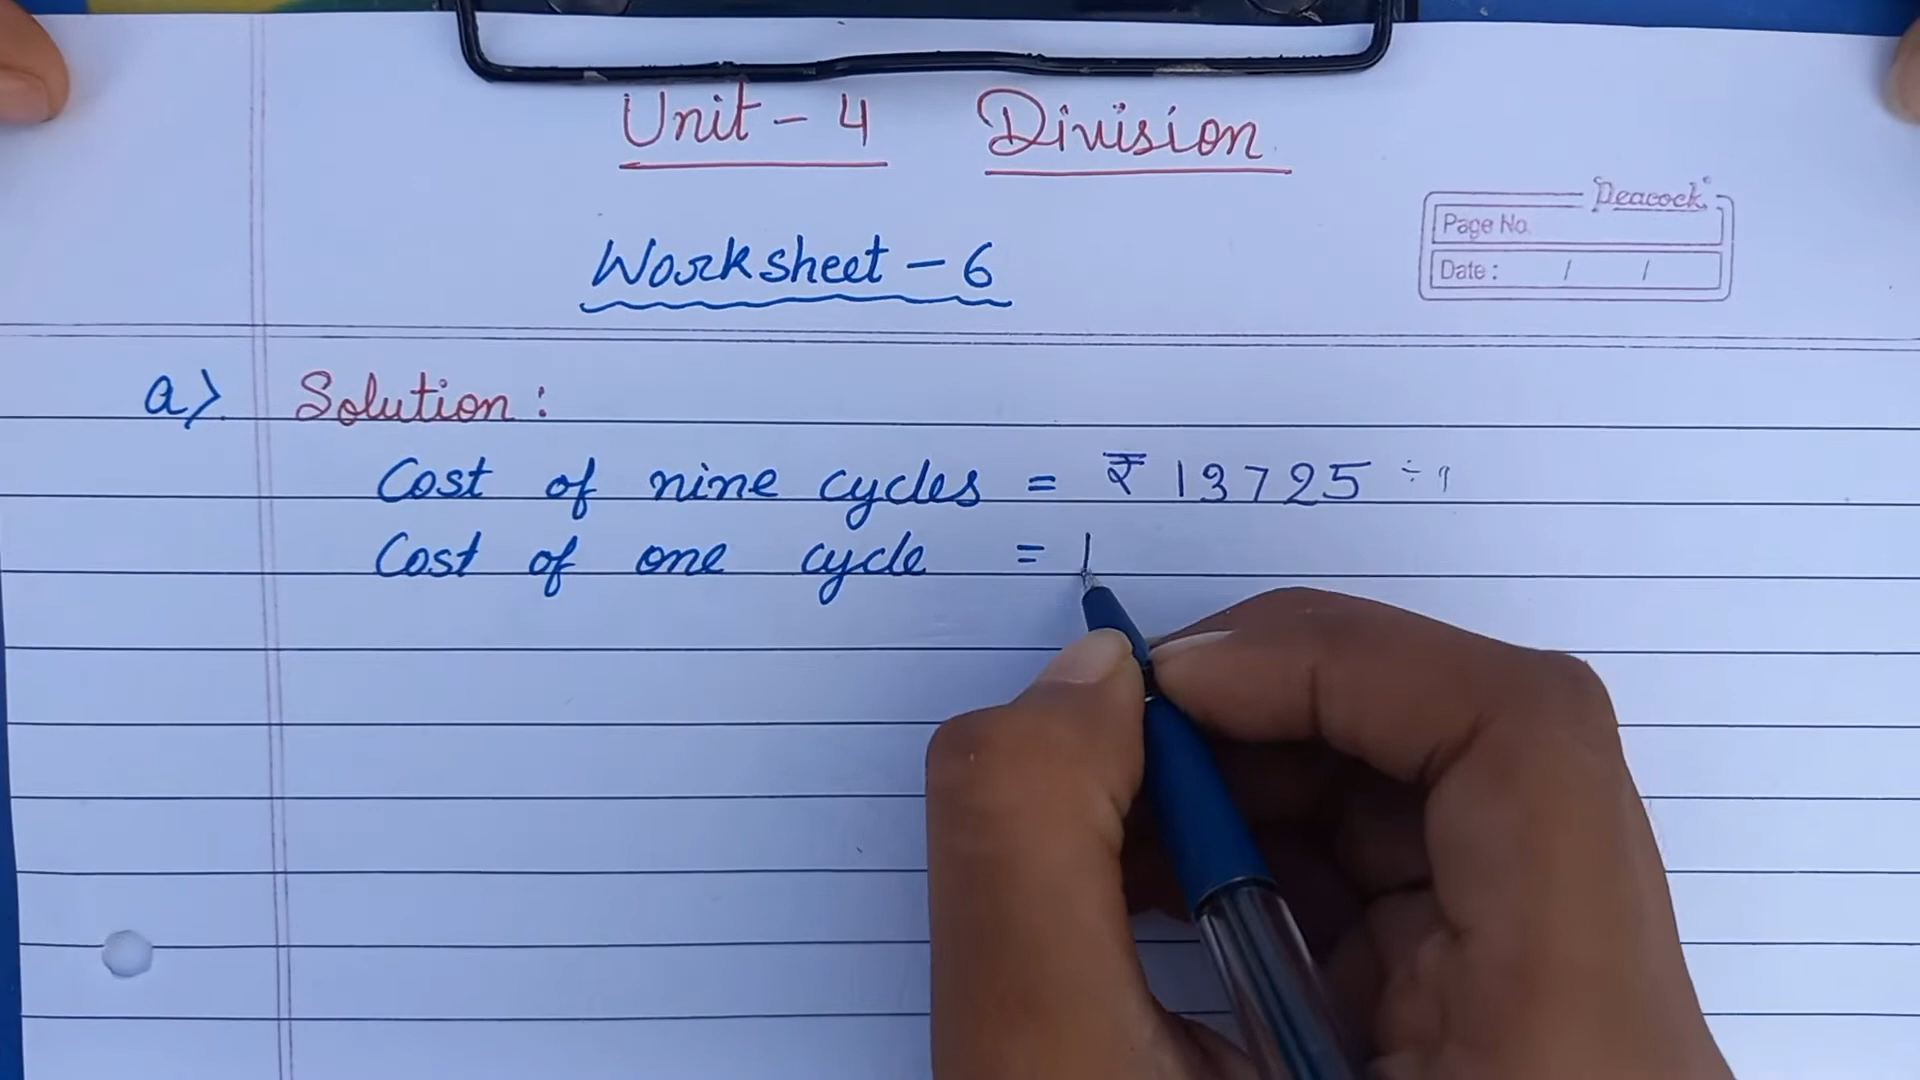 Unit - 4 Division
Peacock
Page No.
Date : / /
Worksheet - 6
a) Solution :
Cost of nine cycles = ₹ 13725 ÷ 9
Cost of one cycle = 1